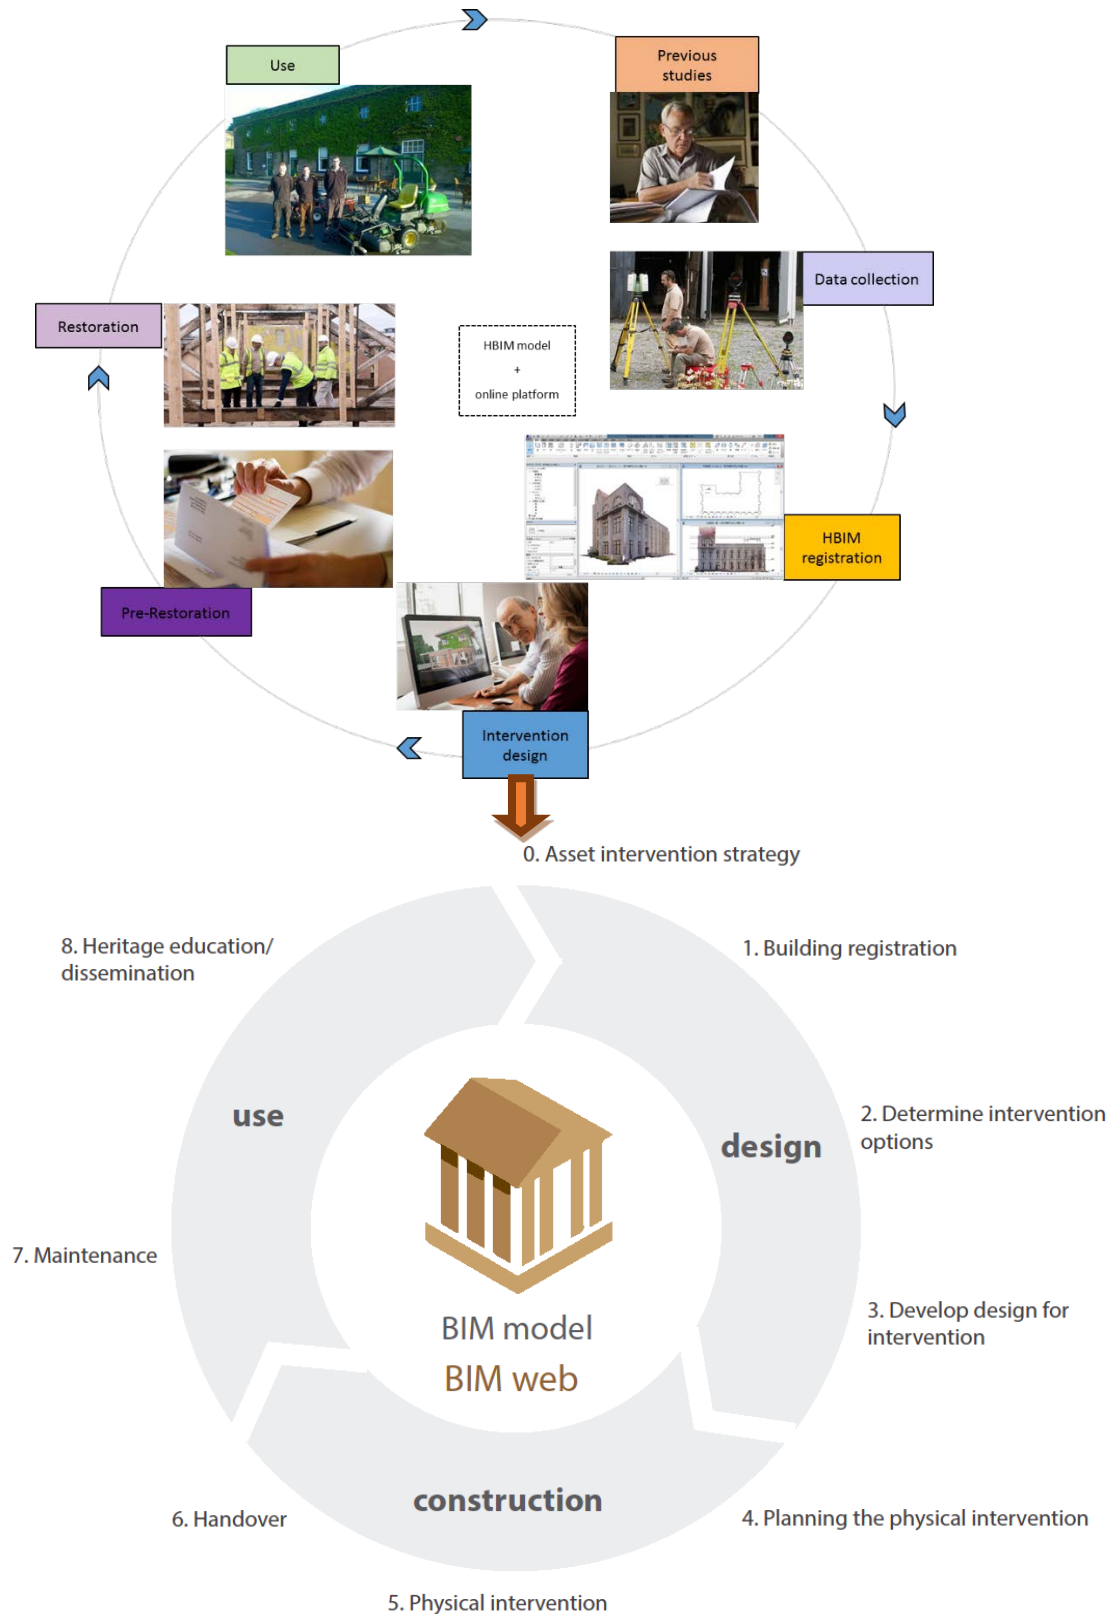 Use
Previous
studies
Data collection
Restoration
HBIM model
+
online platform
HBIM
registration
Pre-Restoration
Intervention
design
0. Asset intervention strategy
8. Heritage education/
dissemination
1. Building registration
use
design
2. Determine intervention
options
7. Maintenance
3. Develop design for
intervention
BIM model
BIM web
construction
6. Handover
4. Planning the physical intervention
5. Physical intervention